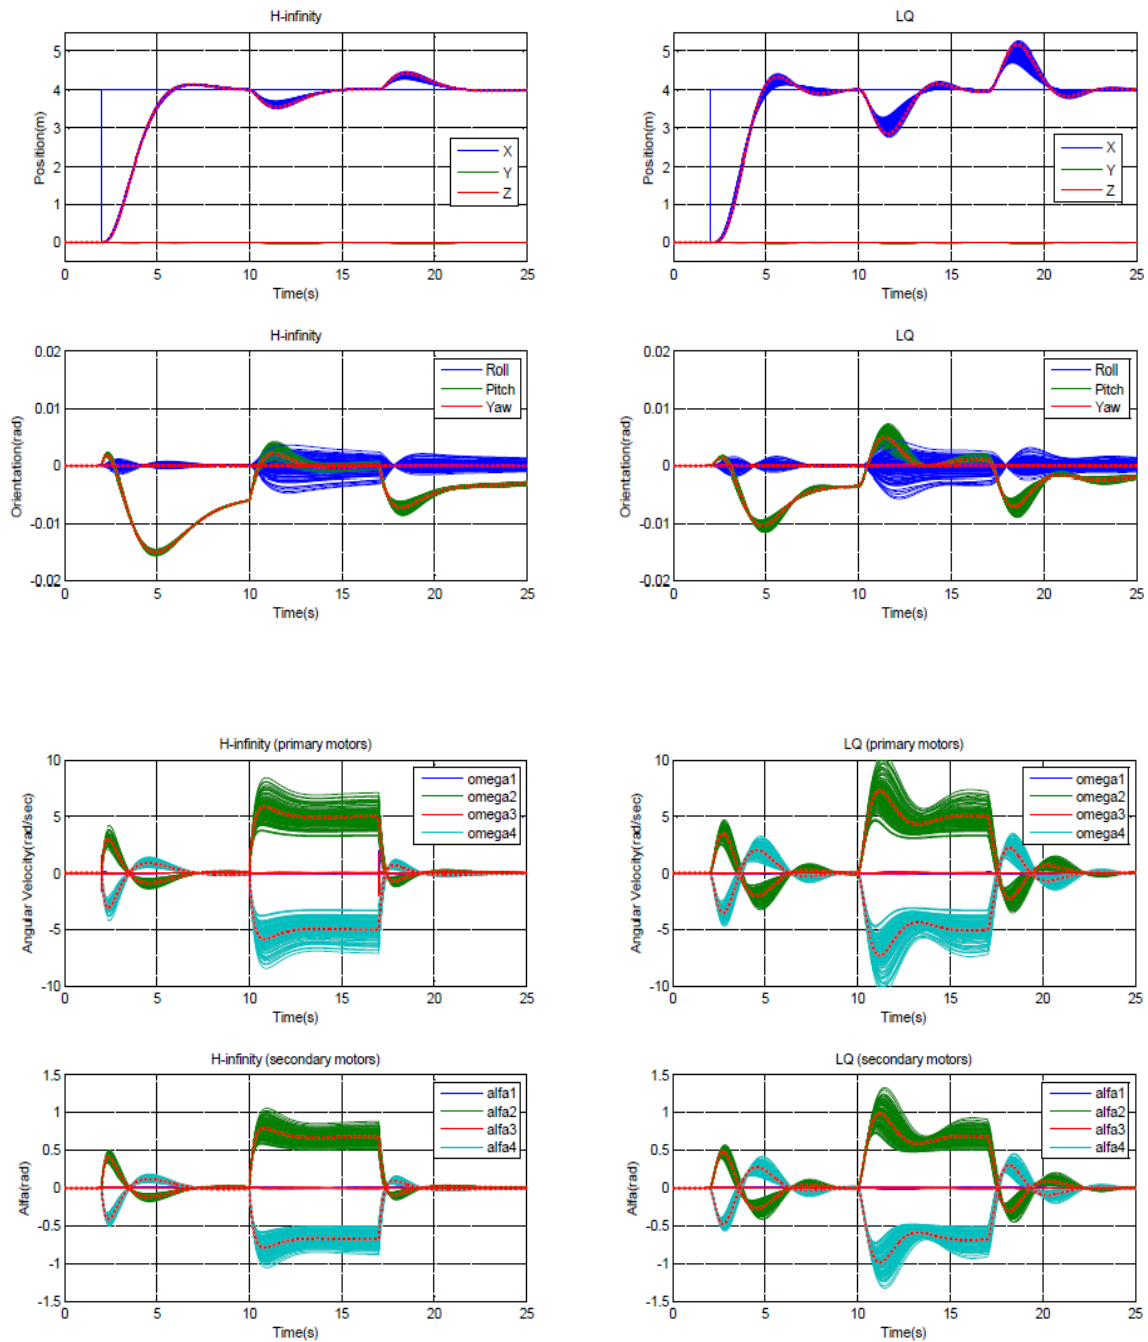 H-infinity
LQ
Position(m)
5
4
3
2
1
0
X
Y
Z
0 5 10 15 20 25
Time(s)
Position(m)
5
4
3
2
1
0
X
Y
Z
0 5 10 15 20 25
Time(s)
H-infinity
LQ
Orientation(rad)
0.02
0.01
0
-0.01
-0.02
Roll
Pitch
Yaw
0 5 10 15 20 25
Time(s)
Orientation(rad)
0.02
0.01
0
-0.01
-0.02
Roll
Pitch
Yaw
0 5 10 15 20 25
Time(s)
H-infinity (primary motors)
LQ (primary motors)
Angular Velocity(rad/sec)
10
5
0
-5
-10
omega1
omega2
omega3
omega4
0 5 10 15 20 25
Time(s)
Angular Velocity(rad/sec)
10
5
0
-5
-10
omega1
omega2
omega3
omega4
0 5 10 15 20 25
Time(s)
H-infinity (secondary motors)
LQ (secondary motors)
Alfa(rad)
1.5
1
0.5
0
-0.5
-1
-1.5
alfa1
alfa2
alfa3
alfa4
0 5 10 15 20 25
Time(s)
Alfa(rad)
1.5
1
0.5
0
-0.5
-1
-1.5
alfa1
alfa2
alfa3
alfa4
0 5 10 15 20 25
Time(s)